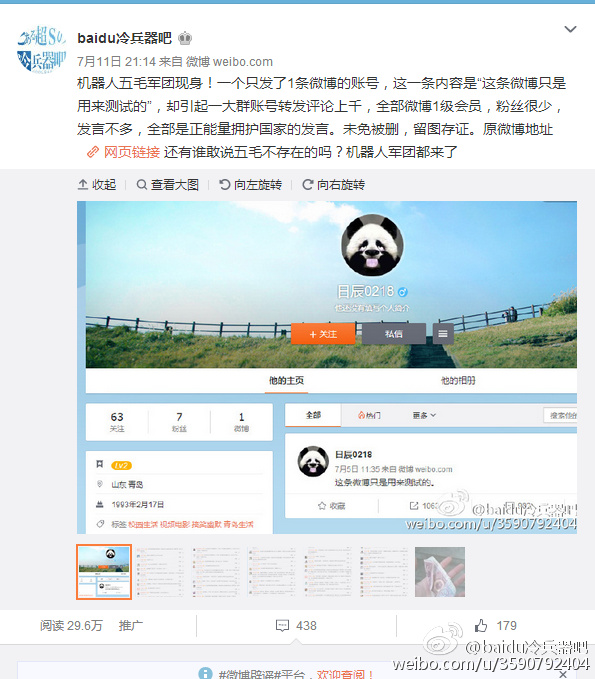 baidu冷兵器吧
7月11日 21:14 来自 微博 weibo.com
机器人五毛军团现身！一个只发了1条微博的账号，这一条内容是“这条微博只是
用来测试的”，却引起一大群账号转发评论上千，全部微博1级会员，粉丝很少，
发言不多，全部是正能量拥护国家的发言。未免被删，留图存证。原微博地址
网页链接 还有谁敢说五毛不存在的吗？机器人军团都来了
收起 查看大图 向左旋转 向右旋转
日辰0218
他还没有填写个人简介
+ 关注 私信
他的主页 他的相册
63 7 1
关注 粉丝 微博
全部 热门 更多
Lv2
山东 青岛
1993年2月17日
标签 校园生活 视频电影 搞笑幽默 青岛生活
日辰0218
7月5日 11:35 来自 微博 weibo.com
这条微博只是用来测试的。
收藏
@baidu冷兵器吧
weibo.com/u/3590792404
阅读 29.6万 推广 438 179
@baidu冷兵器吧
weibo.com/u/3590792404
#微博辟谣#平台，欢迎查阅！